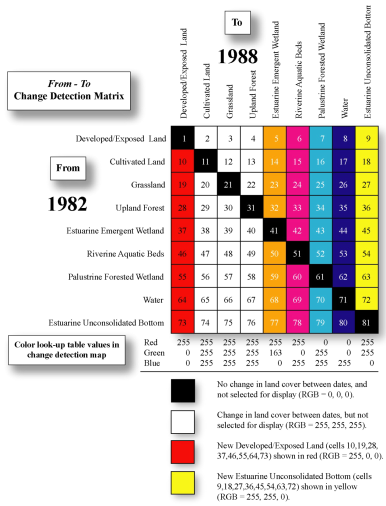 To
1988
Developed/Exposed Land
Cultivated Land
Grassland
Upland Forest
Estuarine Emergent Wetland
Riverine Aquatic Beds
Palustrine Forested Wetland
Water
Estuarine Unconsolidated Bottom
From - To
Change Detection Matrix
From
1982
Developed/Exposed Land 1 2 3 4 5 6 7 8 9
Cultivated Land 10 11 12 13 14 15 16 17 18
Grassland 19 20 21 22 23 24 25 26 27
Upland Forest 28 29 30 31 32 33 34 35 36
Estuarine Emergent Wetland 37 38 39 40 41 42 43 44 45
Riverine Aquatic Beds 46 47 48 49 50 51 52 53 54
Palustrine Forested Wetland 55 56 57 58 59 60 61 62 63
Water 64 65 66 67 68 69 70 71 72
Estuarine Unconsolidated Bottom 73 74 75 76 77 78 79 80 81
Color look-up table values in
change detection map
Red 255 255 255 255 255 255 0 0 255
Green 0 255 255 255 163 0
Blue 0 255 255 255 0
No change in land cover between dates, and
not selected for display (RGB = 0, 0, 0).
Change in land cover between dates, but not
selected for display (RGB = 255, 255, 255).
New Developed/Exposed Land (cells 10,19,28,
37,46,55,64,73) shown in red (RGB = 255, 0, 0).
New Estuarine Unconsolidated Bottom (cells
9,18,27,36,45,54,63,72) shown in yellow
(RGB = 255, 255, 0).